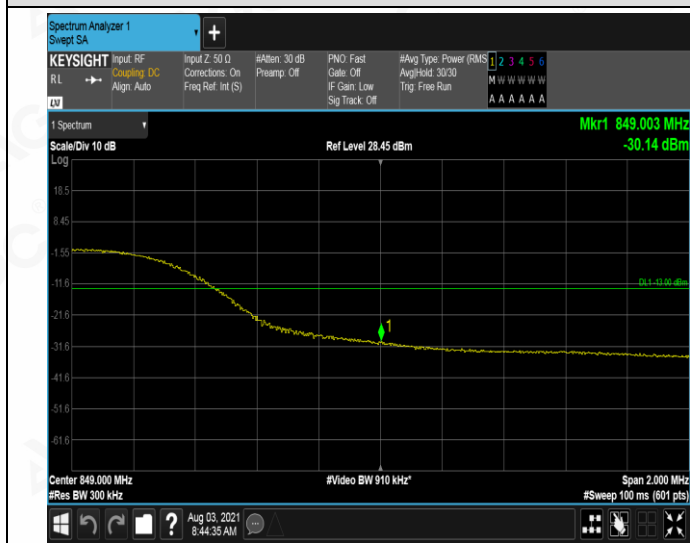 Spectrum Analyzer 1
Swept SA
+
KEYSIGHT Input: RF Input Z: 50 Ω #Atten: 30 dB PNO: Fast #Avg Type: Power (RMS 1 2 3 4 5 6
RL Coupling: DC Corrections: On Preamp: Off Gate: Off Avg|Hold: 30/30 M W W W W W
Align: Auto Freq Ref: Int (S) IF Gain: Low Trig: Free Run
Sig Track: Off A A A A A A
LXI
1 Spectrum Mkr1 849.003 MHz
Scale/Div 10 dB Ref Level 28.45 dBm -30.14 dBm
Log
18.5
8.45
-1.55
-11.6 DL1 -13.00 dBm
-21.6
1
-31.6
-41.6
-51.6
-61.6
Center 849.000 MHz #Video BW 910 kHz* Span 2.000 MHz
#Res BW 300 kHz #Sweep 100 ms (601 pts)
? Aug 03, 2021
8:44:35 AM